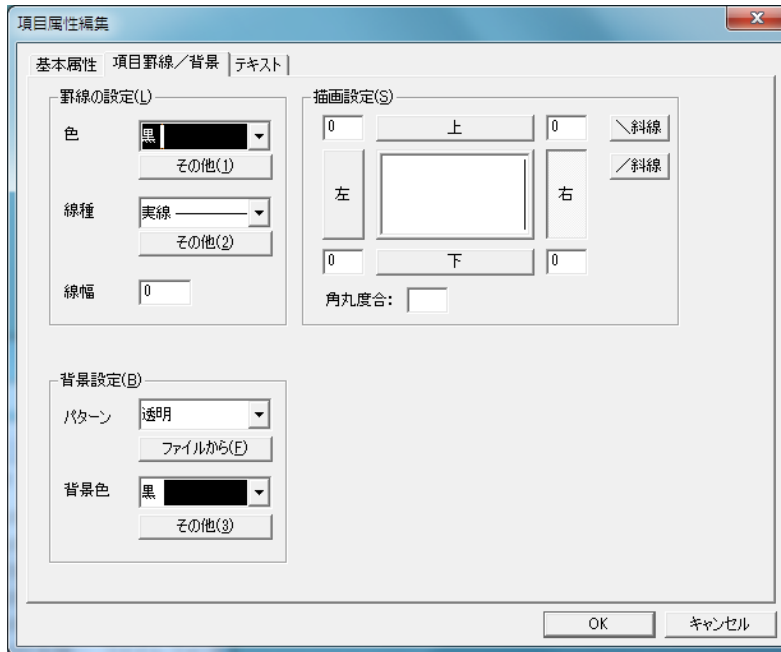 項目属性編集
基本属性 項目罫線／背景 テキスト
罫線の設定(L)
色 黒
その他(1)
線種 実線
その他(2)
線幅 0
描画設定(S)
0 上 0 ＼斜線
／斜線
左 右
0 下 0
角丸度合:
背景設定(B)
パターン 透明
ファイルから(F)
背景色 黒
その他(3)
OK キャンセル